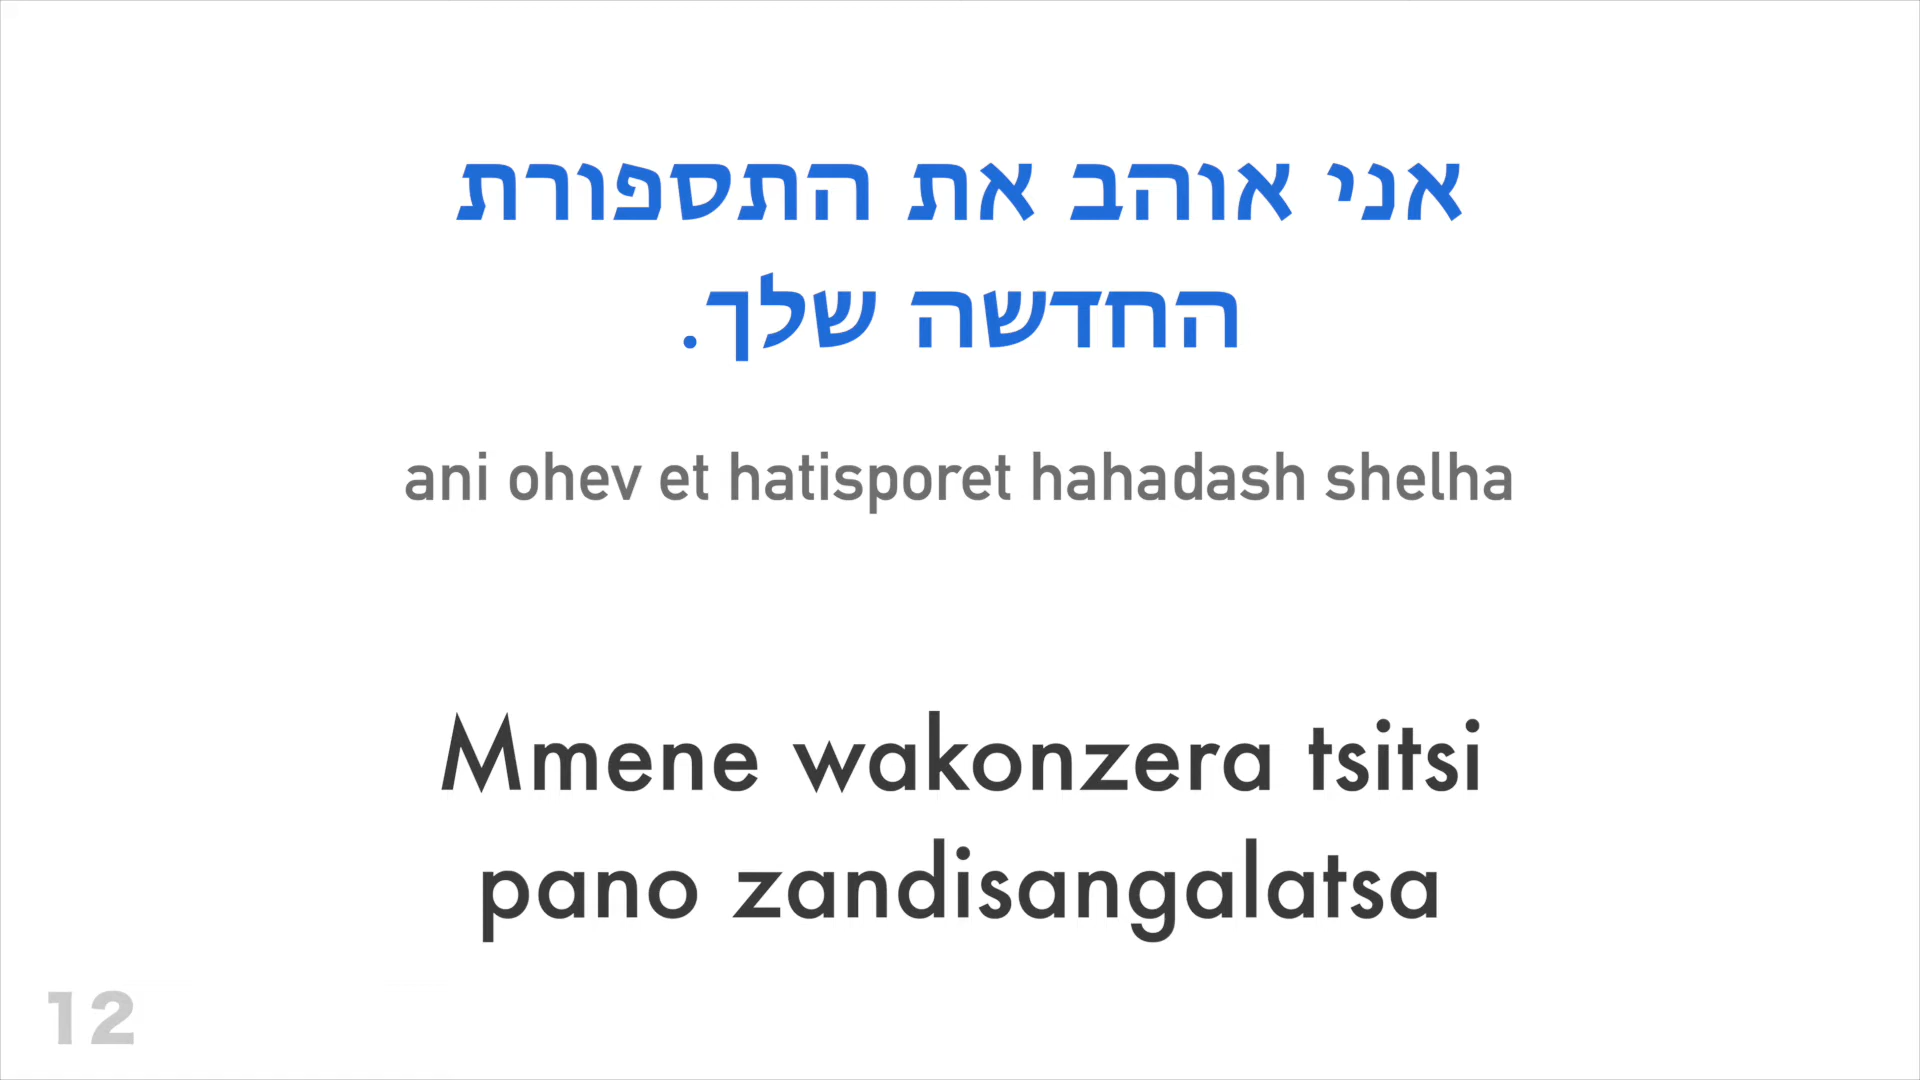 אני אוהב את התספורת
החדשה שלך.
ani ohev et hatisporet hahadash shelha
Mmene wakonzera tsitsi
pano zandisangalatsa
12